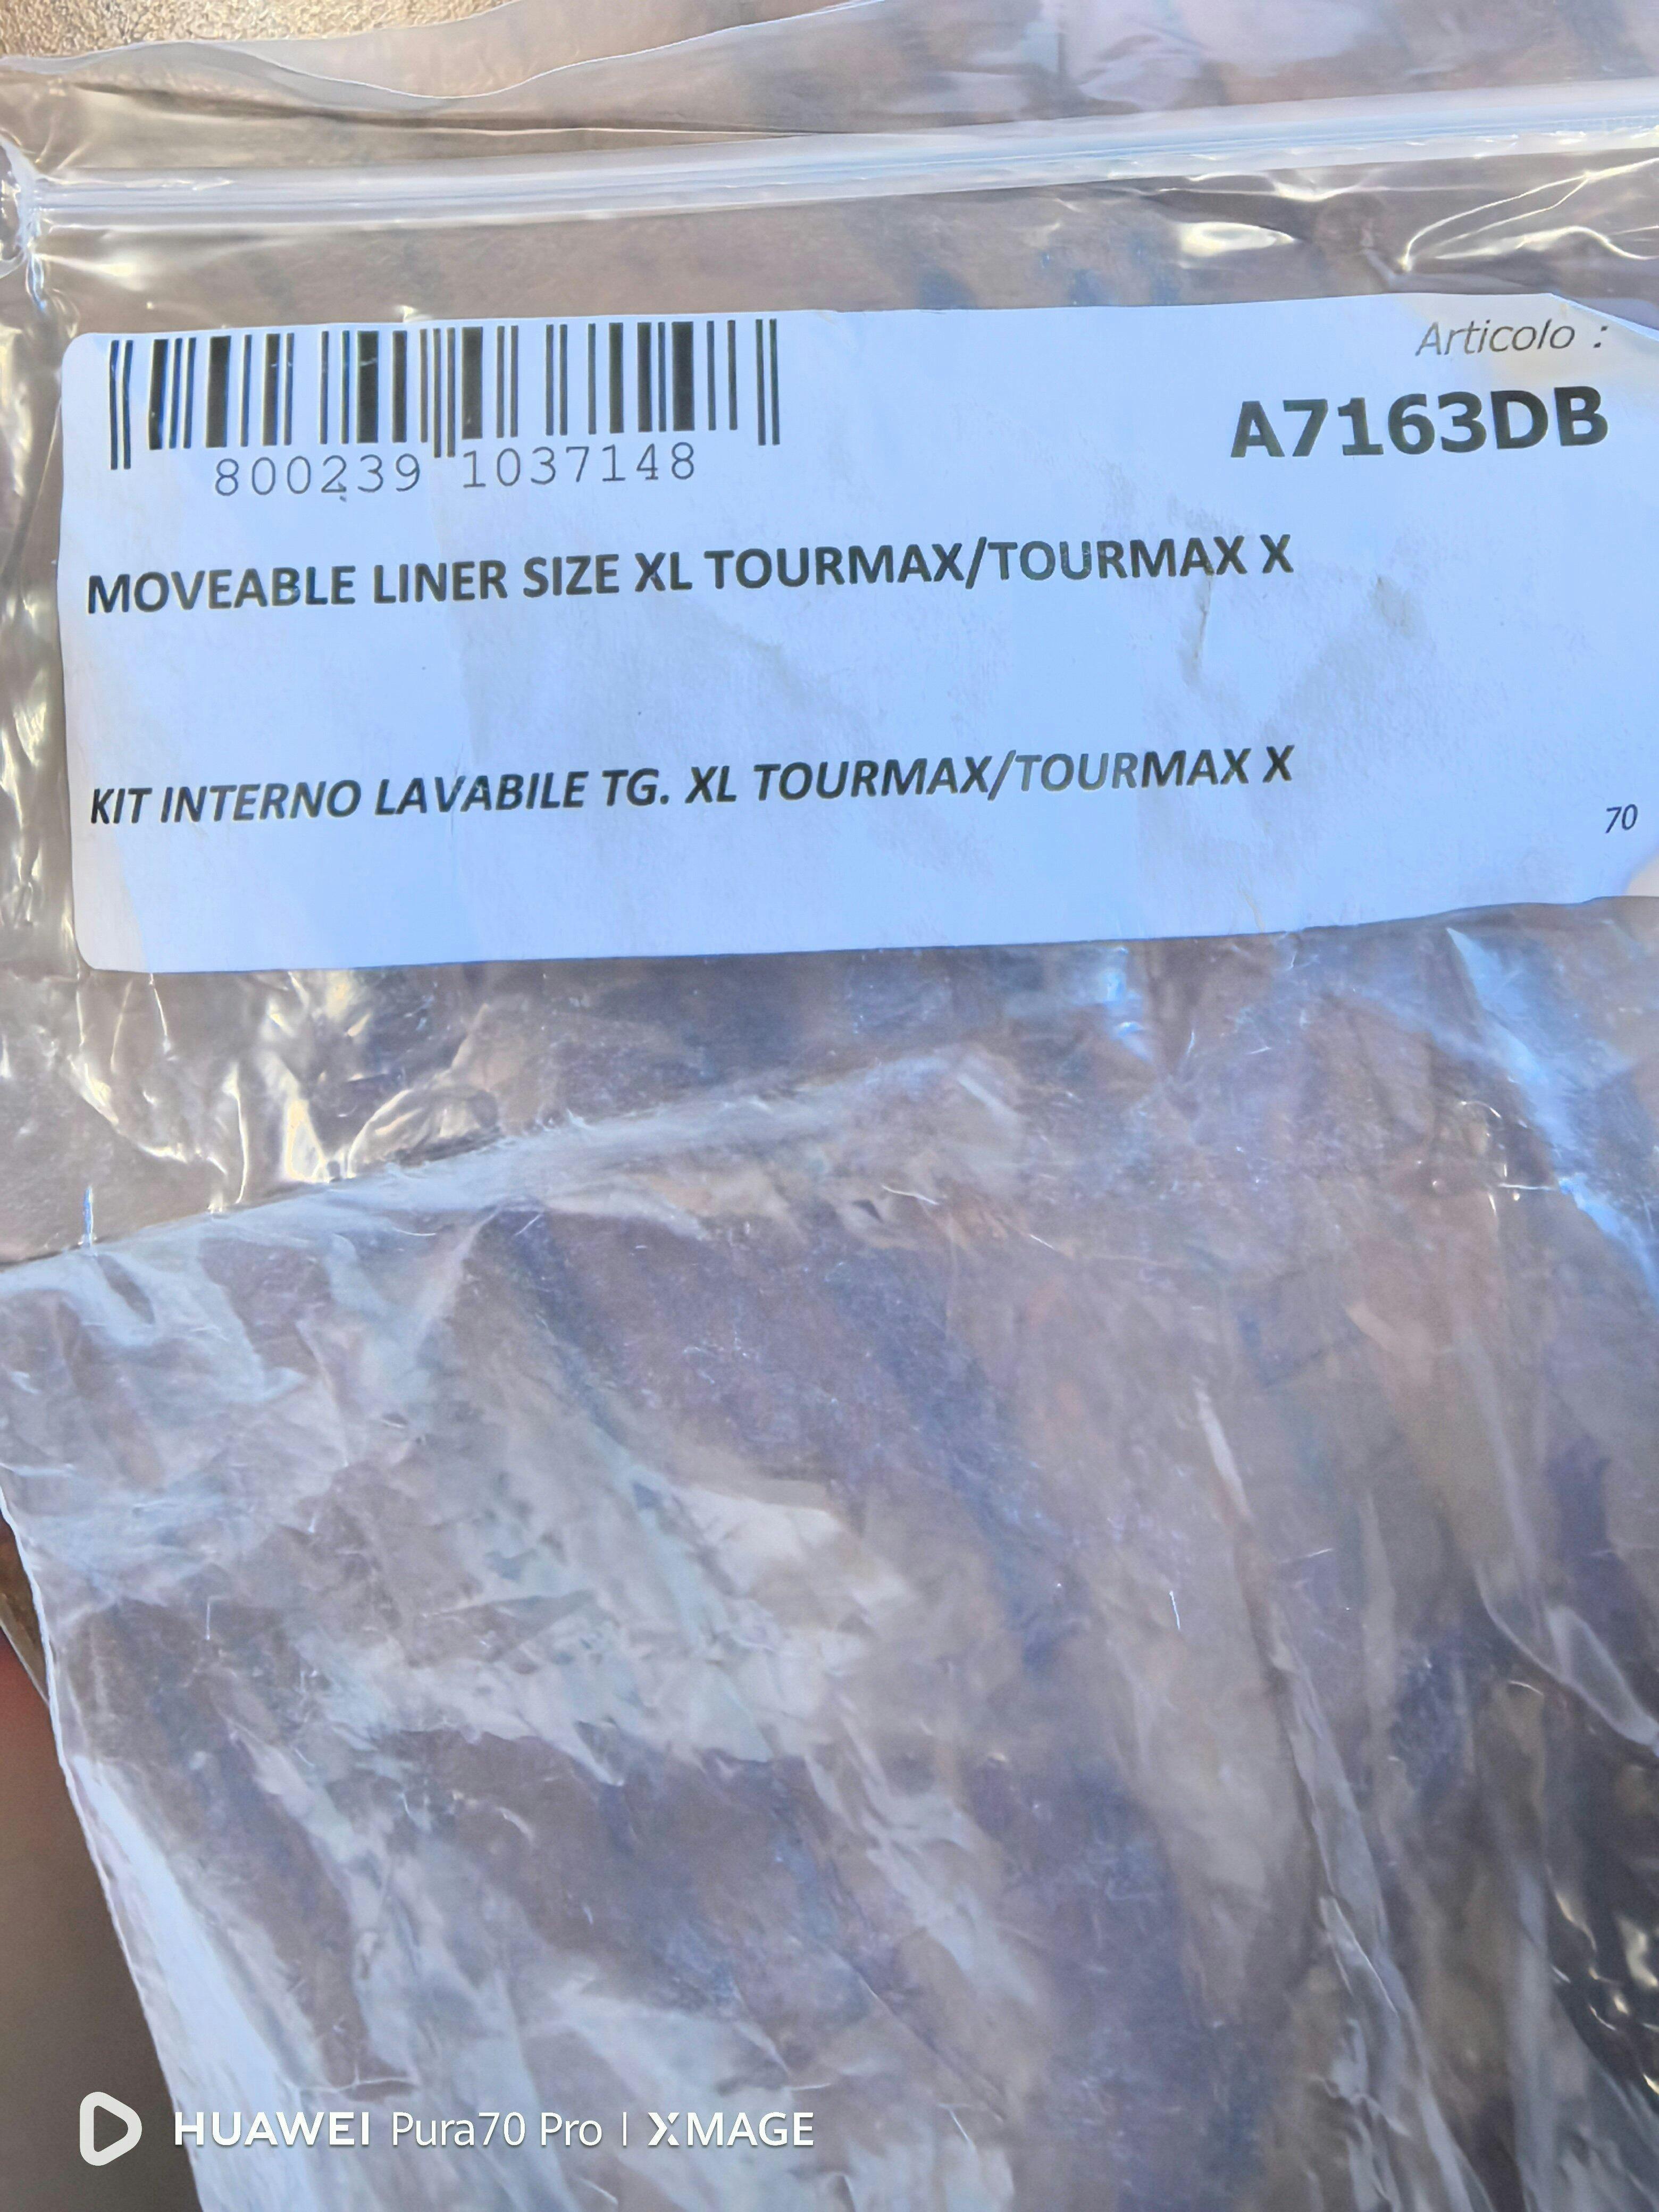 Articolo :
A7163DB
800239 1037148
MOVEABLE LINER SIZE XL TOURMAX/TOURMAX X
KIT INTERNO LAVABILE TG. XL TOURMAX/TOURMAX X
70
HUAWEI Pura70 Pro | XMAGE